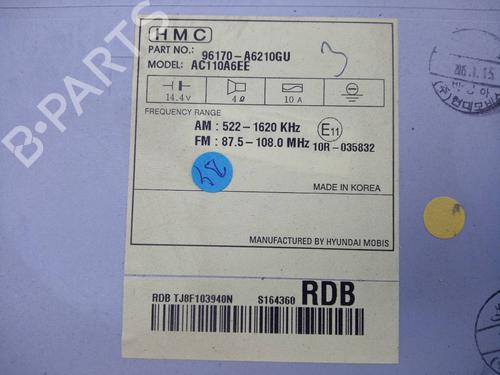 HMC
PART NO.: 96170-A6210GU
MODEL: AC110A6EE
14.4v 4Ω 10A
FREQUENCY RANGE
AM : 522-1620 KHz E11
FM : 87.5-108.0 MHz 10R-035832
MADE IN KOREA
MANUFACTURED BY HYUNDAI MOBIS
RDB TJ8F103940N S164360 RDB
B-PARTS